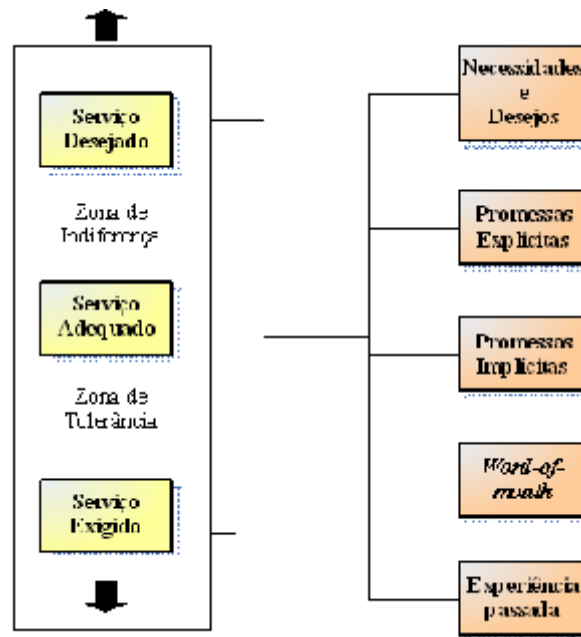 Serviço
Desejado
Zona de
Indiferença
Serviço
Adequado
Zona de
Tolerância
Serviço
Exigido
Necessidades
e
Desejos
Promessas
Explícitas
Promessas
Implícitas
Word-of-
mouth
Experiência
passada